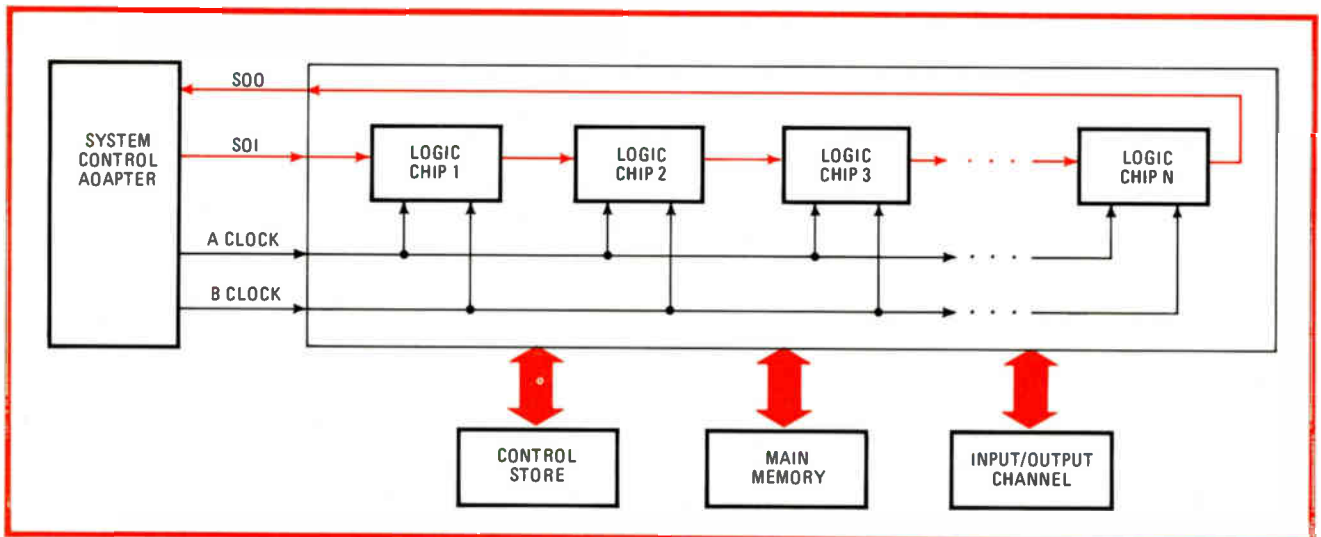 SOO
SYSTEM
CONTROL
AOAPTER
SOI
LOGIC
CHIP 1
LOGIC
CHIP 2
LOGIC
CHIP 3
. . . .
LOGIC
CHIP N
A CLOCK
. . . .
B CLOCK
. . . .
CONTROL
STORE
MAIN
MEMORY
INPUT/OUTPUT
CHANNEL